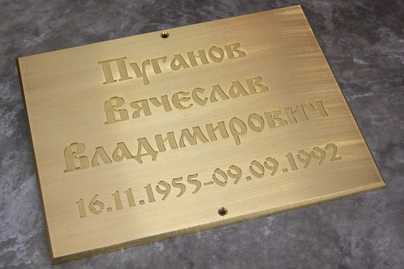 Пуганов
Вячеслав
Владимирович
16.11.1955-09.09.1992